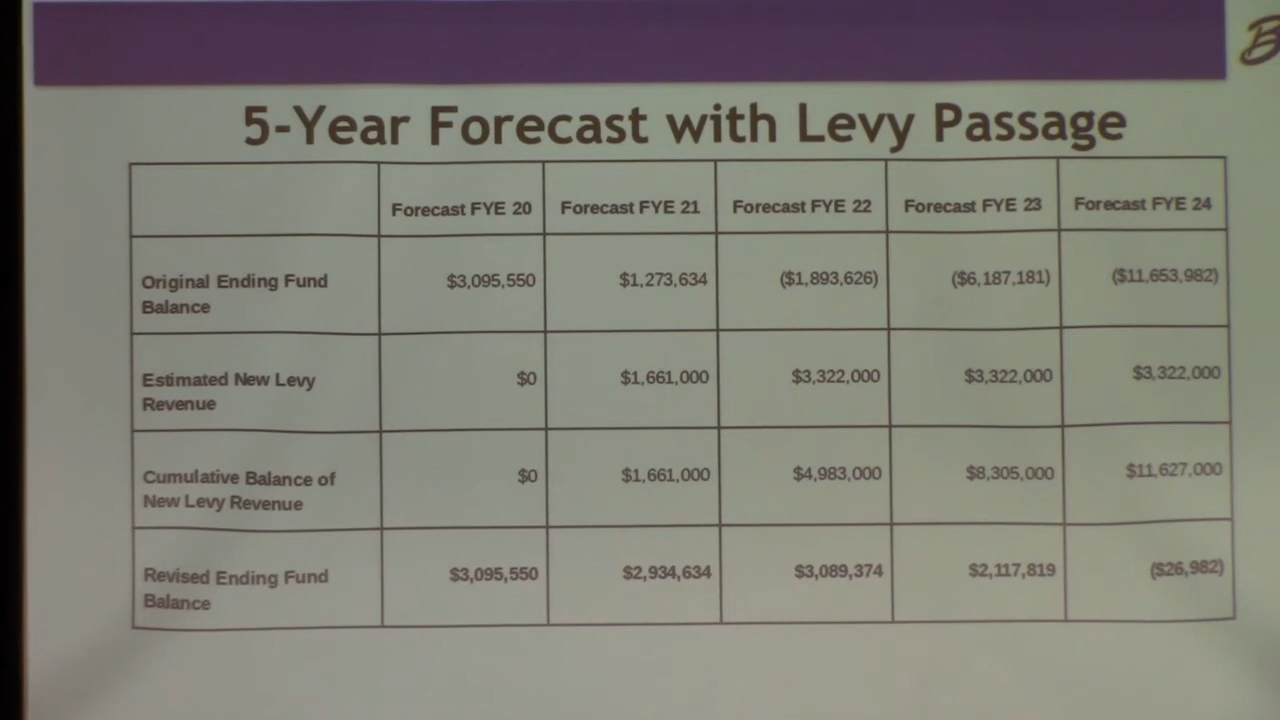 5-Year Forecast with Levy Passage
Forecast FYE 20 Forecast FYE 21 Forecast FYE 22 Forecast FYE 23 Forecast FYE 24
Original Ending Fund Balance $3,095,550 $1,273,634 ($1,893,626) ($6,187,181) ($11,653,982)
Estimated New Levy Revenue $0 $1,661,000 $3,322,000 $3,322,000 $3,322,000
Cumulative Balance of New Levy Revenue $0 $1,661,000 $4,983,000 $8,305,000 $11,627,000
Revised Ending Fund Balance $3,095,550 $2,934,634 $3,089,374 $2,117,819 ($26,982)